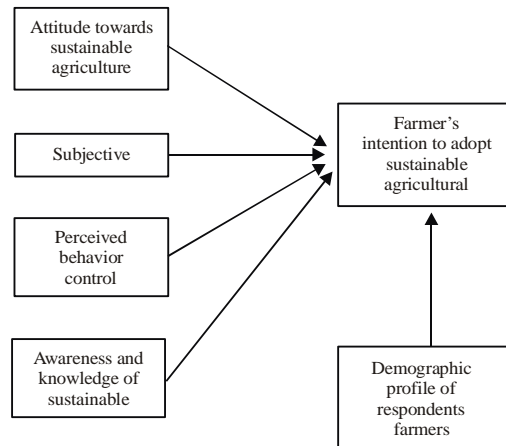 Attitude towards
sustainable
agriculture
Subjective
Perceived
behavior
control
Awareness and
knowledge of
sustainable
Farmer's
intention to adopt
sustainable
agricultural
Demographic
profile of
respondents
farmers